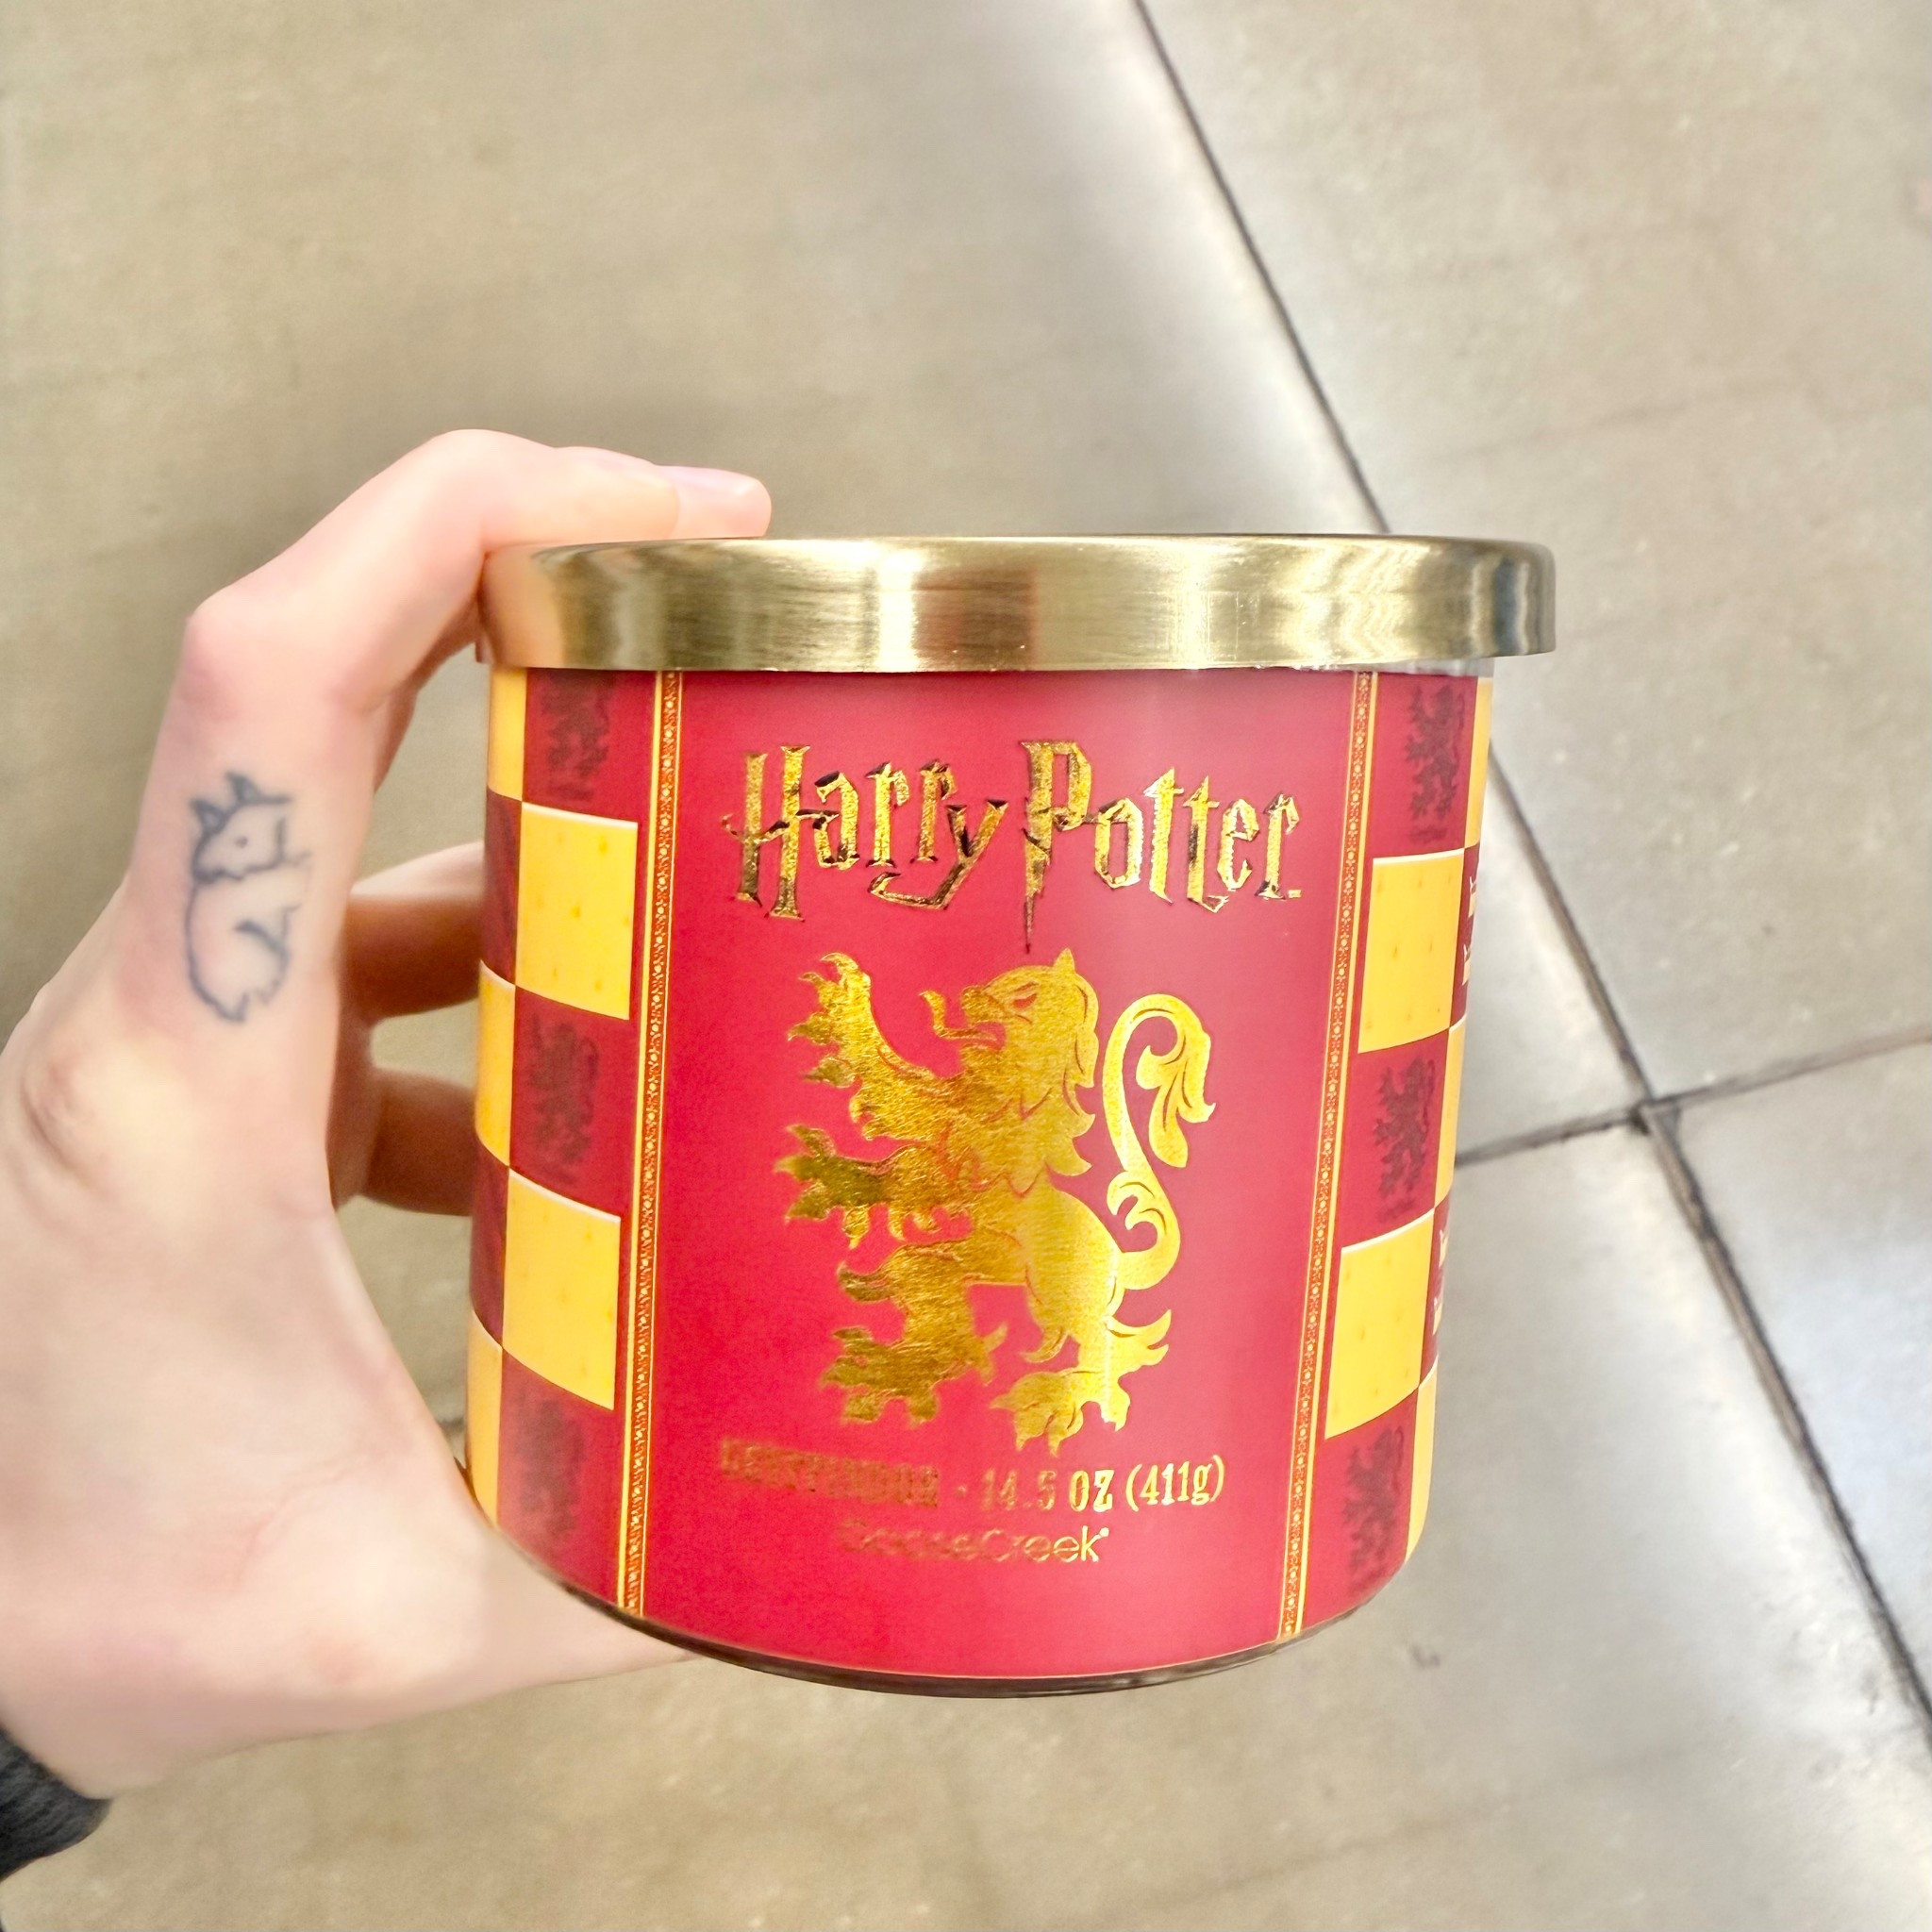 Harry Potter
GRYFFINDOR · 14.5 OZ (411g)
GooseCreek